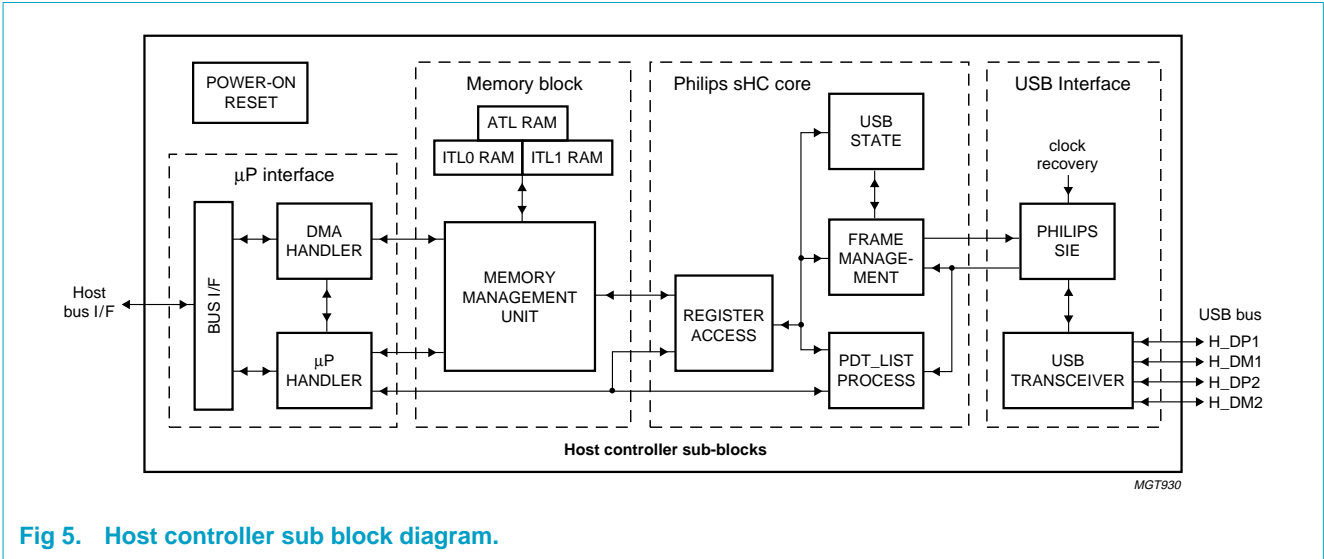 POWER-ON
RESET
Memory block
ATL RAM
ITL0 RAM
ITL1 RAM
Philips sHC core
USB
STATE
USB Interface
clock
recovery
μP interface
DMA
HANDLER
MEMORY
MANAGEMENT
UNIT
FRAME
MANAGE-
MENT
PHILIPS
SIE
Host
bus I/F
BUS I/F
μP
HANDLER
REGISTER
ACCESS
PDT_LIST
PROCESS
USB
TRANSCEIVER
USB bus
H_DP1
H_DM1
H_DP2
H_DM2
Host controller sub-blocks
MGT930
Fig 5. Host controller sub block diagram.